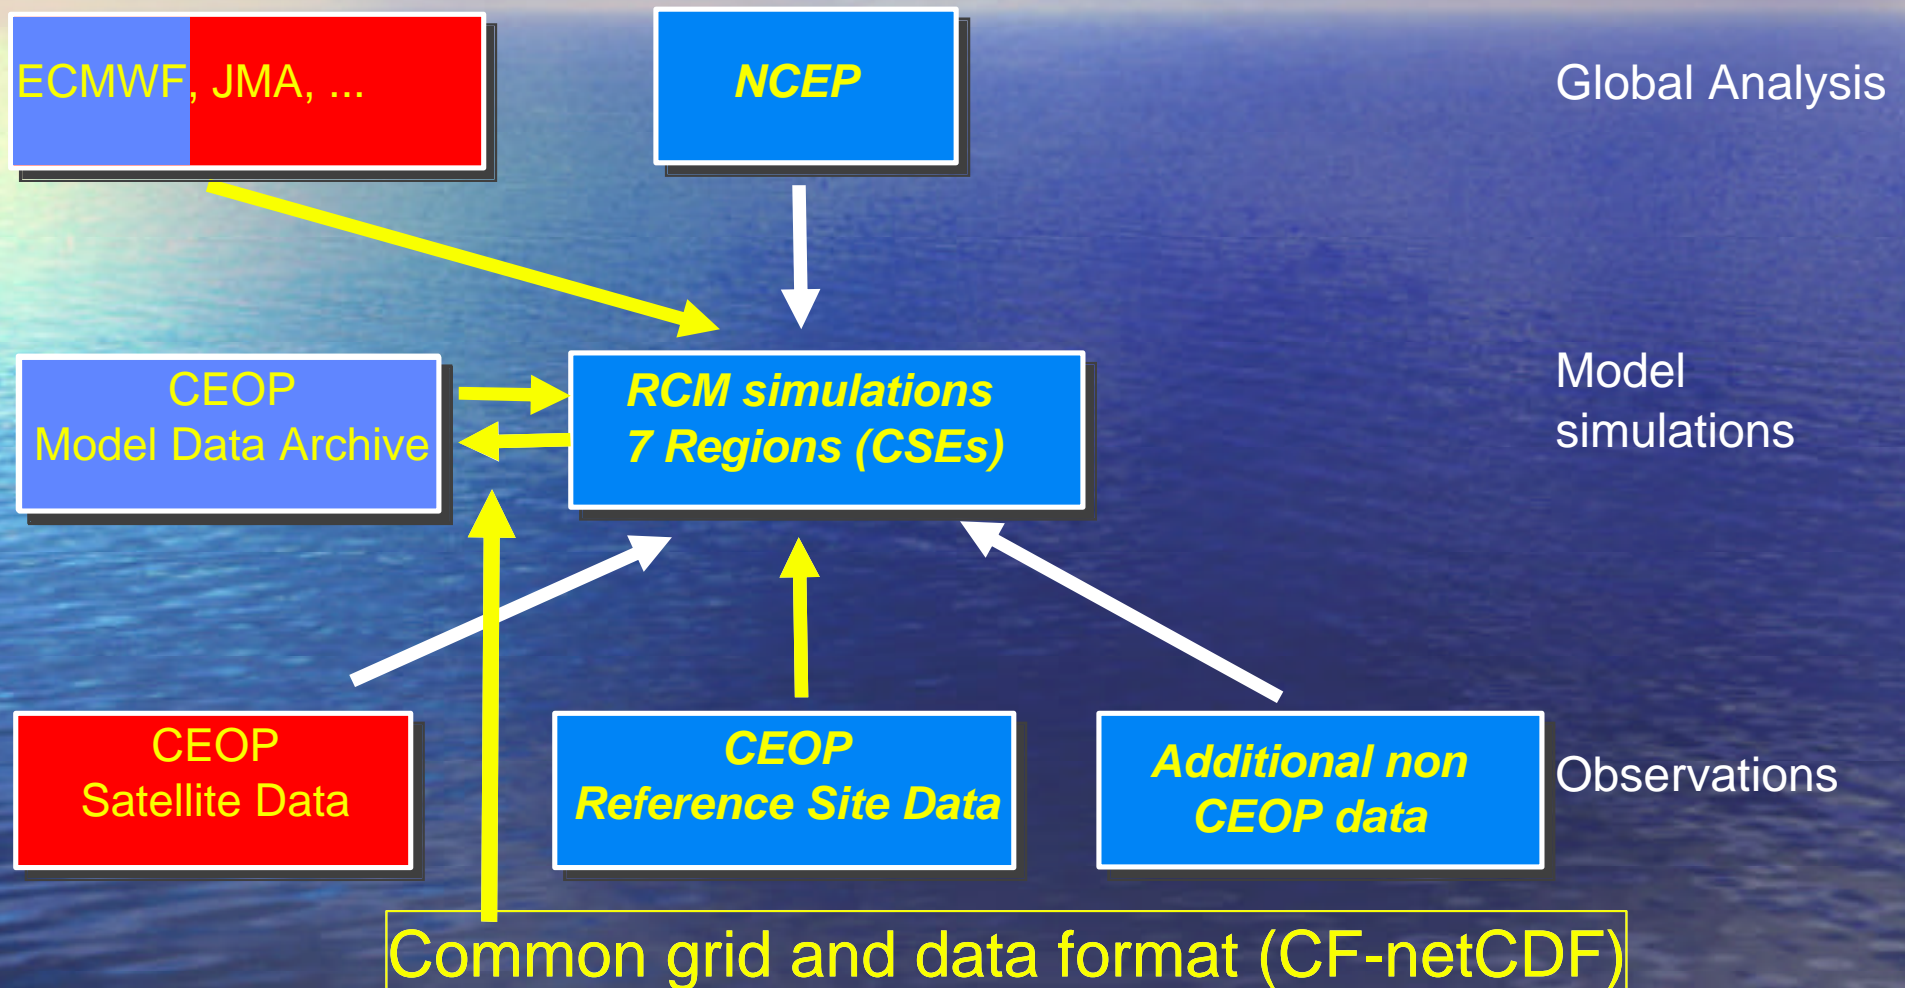 ECMWF, JMA, ...
NCEP
Global Analysis
CEOP
Model Data Archive
RCM simulations
7 Regions (CSEs)
Model
simulations
CEOP
Satellite Data
CEOP
Reference Site Data
Additional non
CEOP data
Observations
Common grid and data format (CF-netCDF)